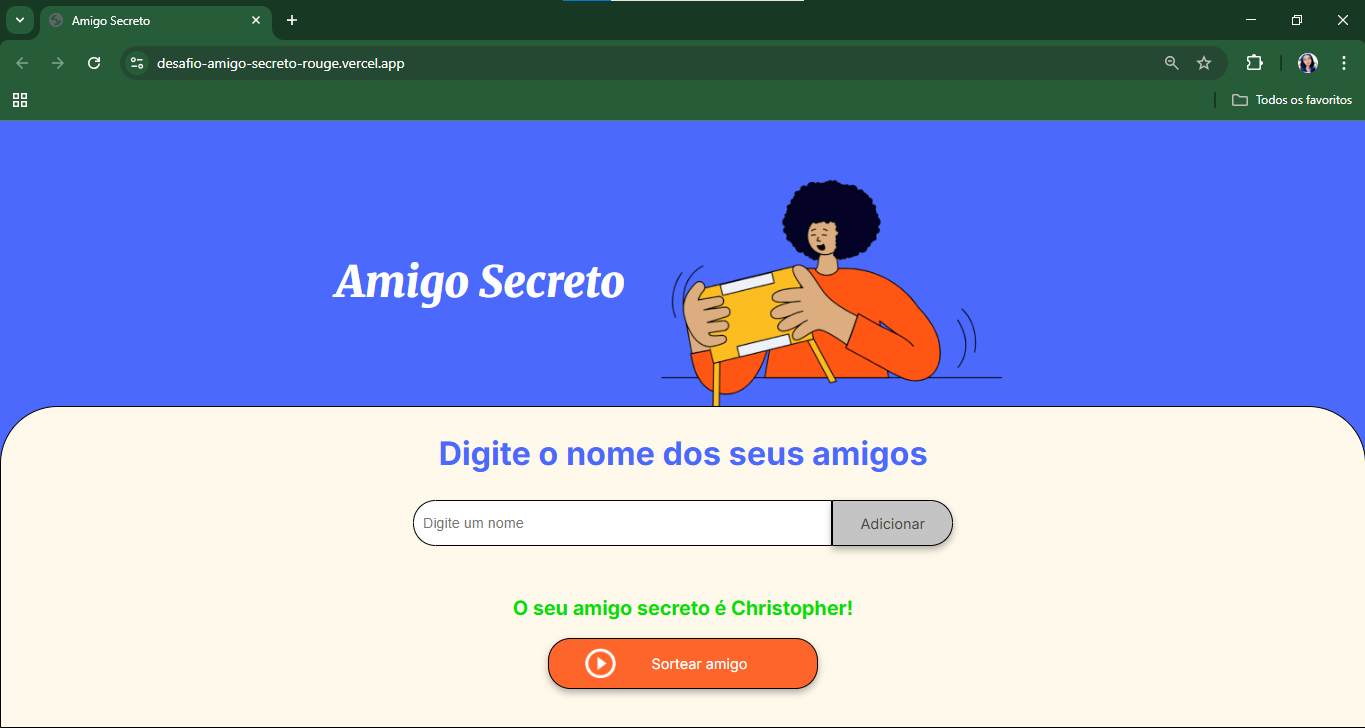 Amigo Secreto
desafio-amigo-secreto-rouge.vercel.app
Todos os favoritos
Amigo Secreto
Digite o nome dos seus amigos
Digite um nome
Adicionar
O seu amigo secreto é Christopher!
Sortear amigo